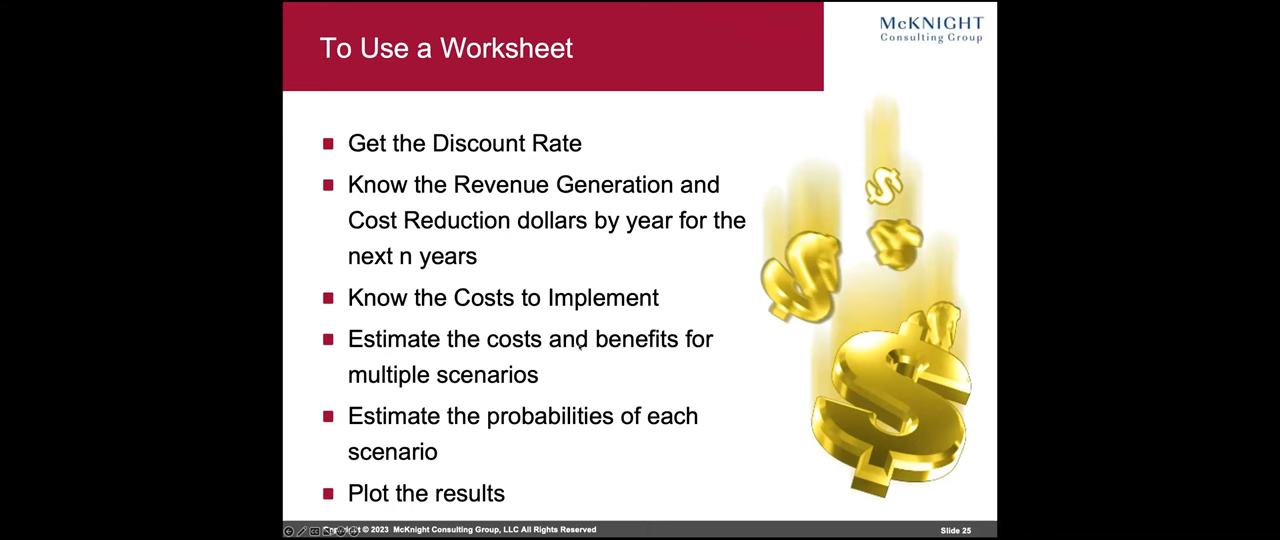 McKNIGHT
Consulting Group
To Use a Worksheet
Get the Discount Rate
Know the Revenue Generation and
Cost Reduction dollars by year for the
next n years
Know the Costs to Implement
Estimate the costs and benefits for
multiple scenarios
Estimate the probabilities of each
scenario
Plot the results
Copyright © 2023 McKnight Consulting Group, LLC All Rights Reserved
Slide 25